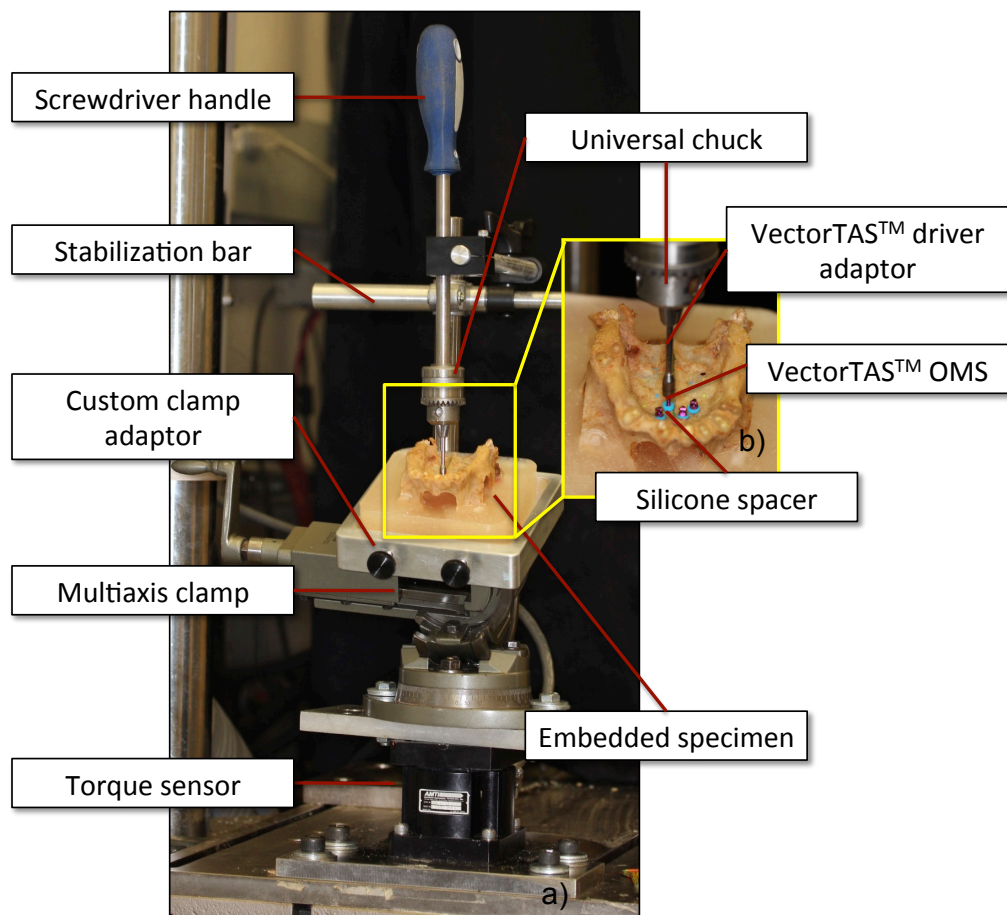 Screwdriver handle
Universal chuck
Stabilization bar
VectorTAS™ driver
adaptor
VectorTAS™ OMS
Custom clamp
adaptor
b)
Silicone spacer
Multiaxis clamp
Embedded specimen
Torque sensor
AMTI
a)